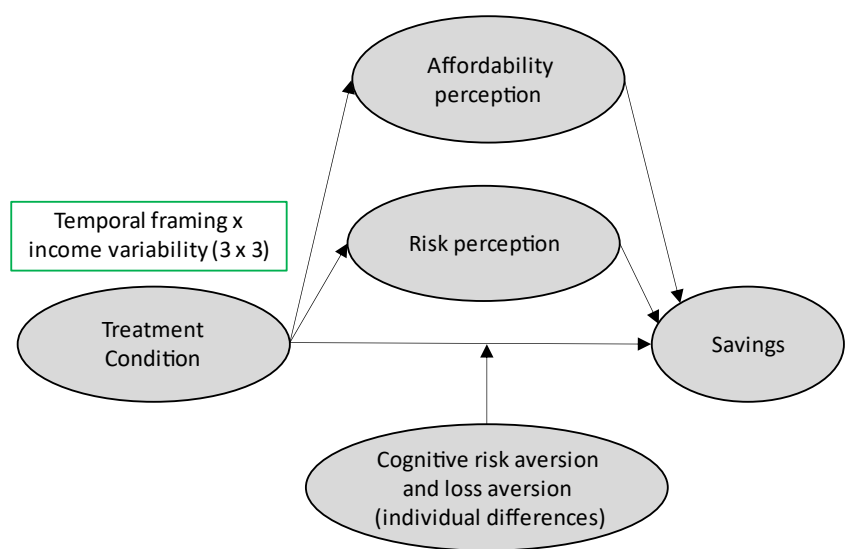 Affordability
perception
Temporal framing x
income variability (3 x 3)
Risk perception
Treatment
Condition
Savings
Cognitive risk aversion
and loss aversion
(individual differences)